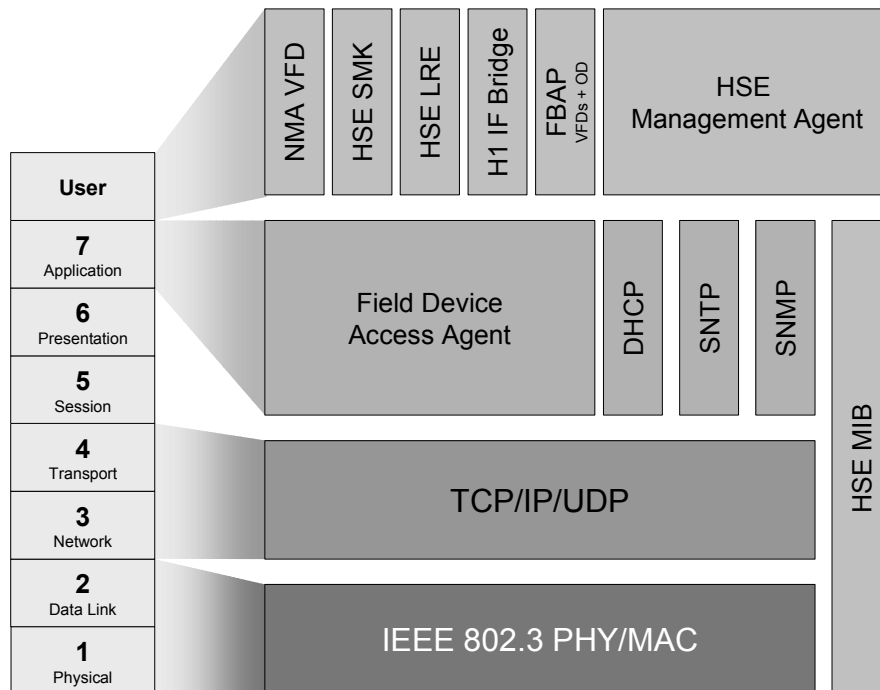 NMA VFD
HSE SMK
HSE LRE
H1 IF Bridge
FBAP
VFDs + OD
HSE
Management Agent
User
7
Application
6
Presentation
5
Session
4
Transport
3
Network
2
Data Link
1
Physical
Field Device
Access Agent
DHCP
SNTP
SNMP
HSE MIB
TCP/IP/UDP
IEEE 802.3 PHY/MAC